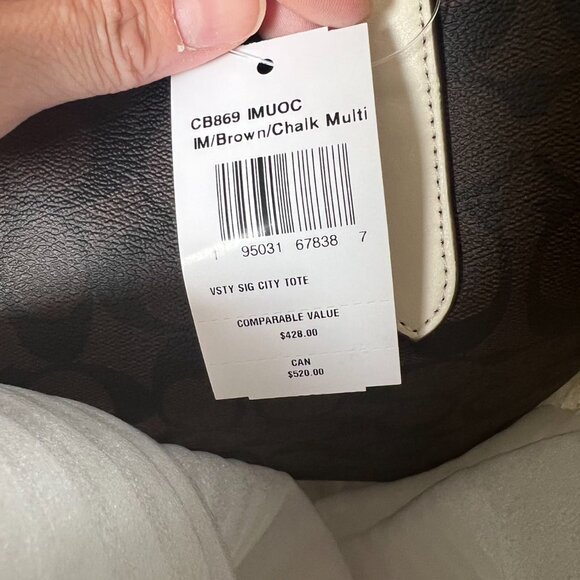 CB869 IMUOC
IM/Brown/Chalk Multi
1 95031 67838 7
VSTY SIG CITY TOTE
COMPARABLE VALUE
$428.00
CAN
$520.00